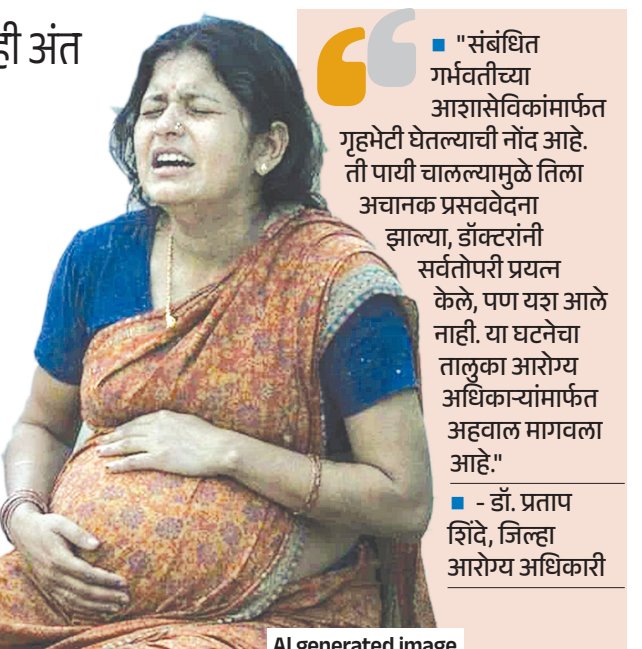 ही अंत
■ "संबंधित
गर्भवतीच्या
आशासेविकांमार्फत
गृहभेटी घेतल्याची नोंद आहे.
ती पायी चालल्यामुळे तिला
अचानक प्रसववेदना
झाल्या, डॉक्टरांनी
सर्वतोपरी प्रयत्न
केले, पण यश आले
नाही. या घटनेचा
तालुका आरोग्य
अधिकाऱ्यांमार्फत
अहवाल मागवला
आहे."
■ - डॉ. प्रताप
शिंदे, जिल्हा
आरोग्य अधिकारी
AI generated image